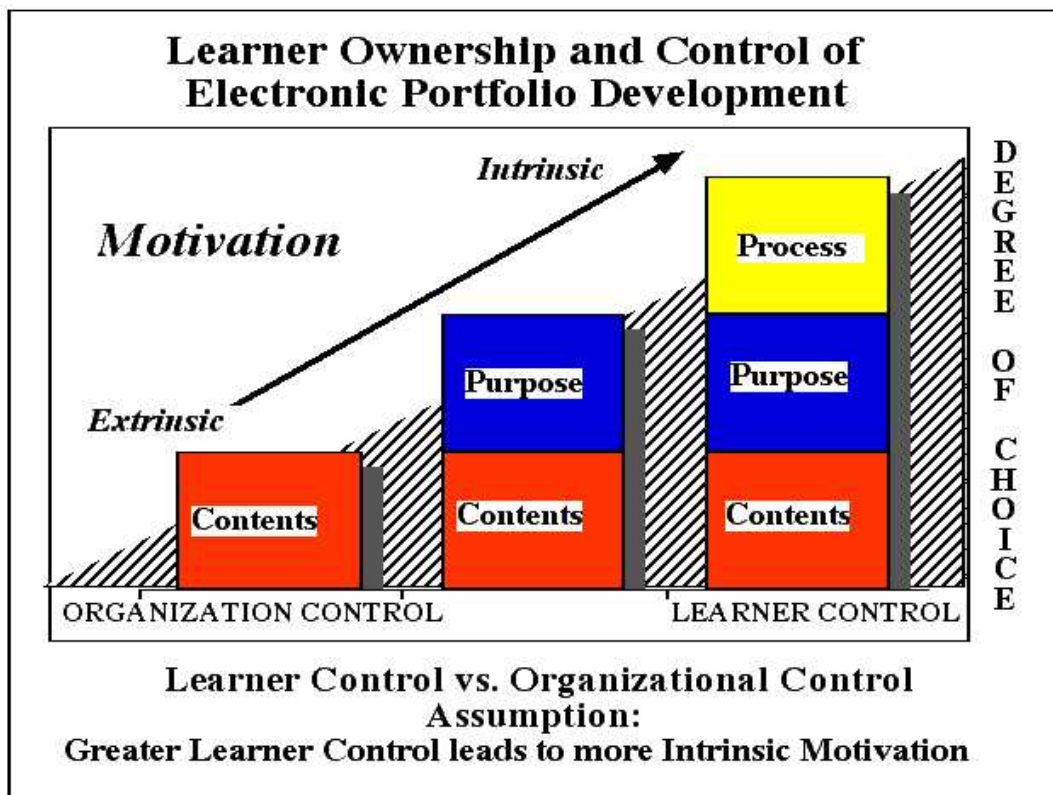 Learner Ownership and Control of
Electronic Portfolio Development
Intrinsic
Motivation
Extrinsic
Process
Purpose
Purpose
Contents
Contents
Contents
ORGANIZATION CONTROL
LEARNER CONTROL
DEGREE OF CHOICE
Learner Control vs. Organizational Control
Assumption:
Greater Learner Control leads to more Intrinsic Motivation